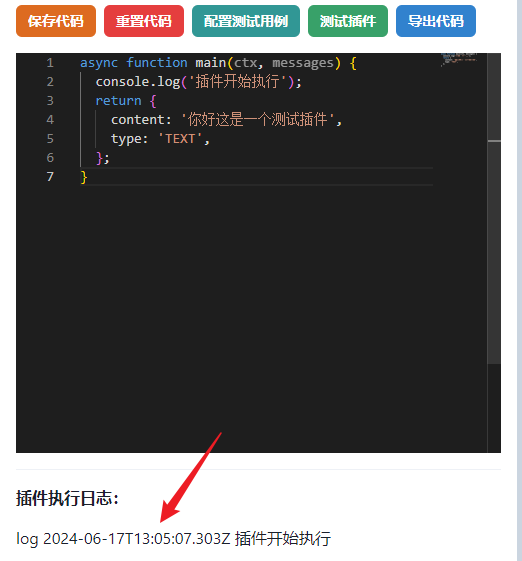 保存代码 重置代码 配置测试用例 测试插件 导出代码
1 async function main(ctx, messages) {
2 console.log('插件开始执行');
3 return {
4 content: '你好这是一个测试插件',
5 type: 'TEXT',
6 };
7 }
插件执行日志：
log 2024-06-17T13:05:07.303Z 插件开始执行